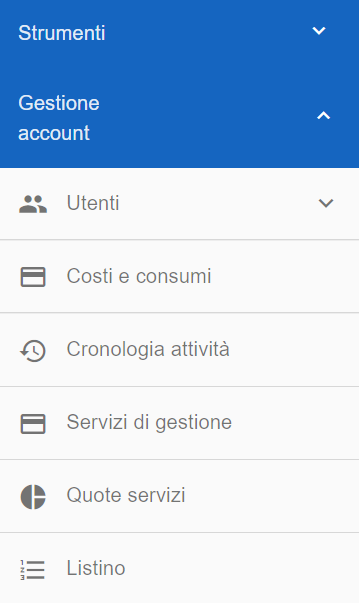 Strumenti
Gestione
account
Utenti
Costi e consumi
Cronologia attività
Servizi di gestione
Quote servizi
Listino